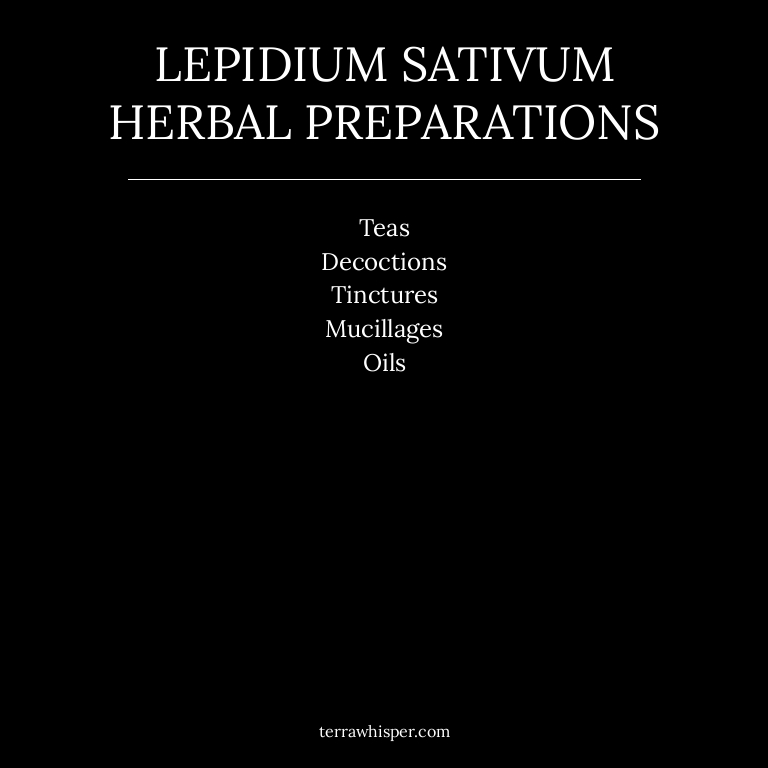 LEPIDIUM SATIVUM
HERBAL PREPARATIONS
Teas
Decoctions
Tinctures
Mucillages
Oils
terrawhisper.com